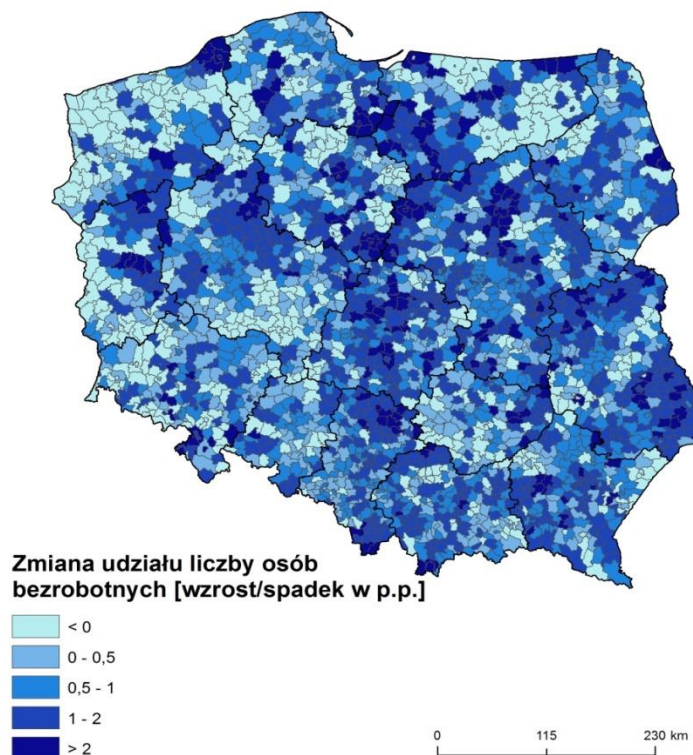 Zmiana udziału liczby osób
bezrobotnych [wzrost/spadek w p.p.]
< 0
0 - 0,5
0,5 - 1
1 - 2
> 2
0 115 230 km